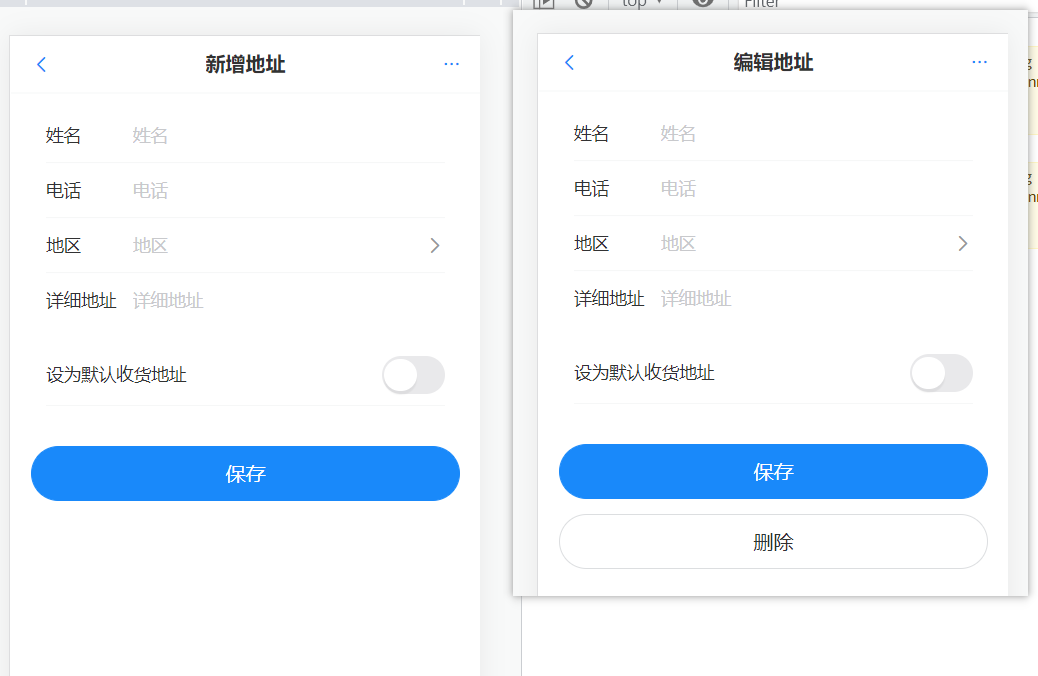 top
Filter
新增地址
...
姓名 姓名
电话 电话
地区 地区
详细地址 详细地址
设为默认收货地址
保存
编辑地址
...
姓名 姓名
电话 电话
地区 地区
详细地址 详细地址
设为默认收货地址
保存
删除